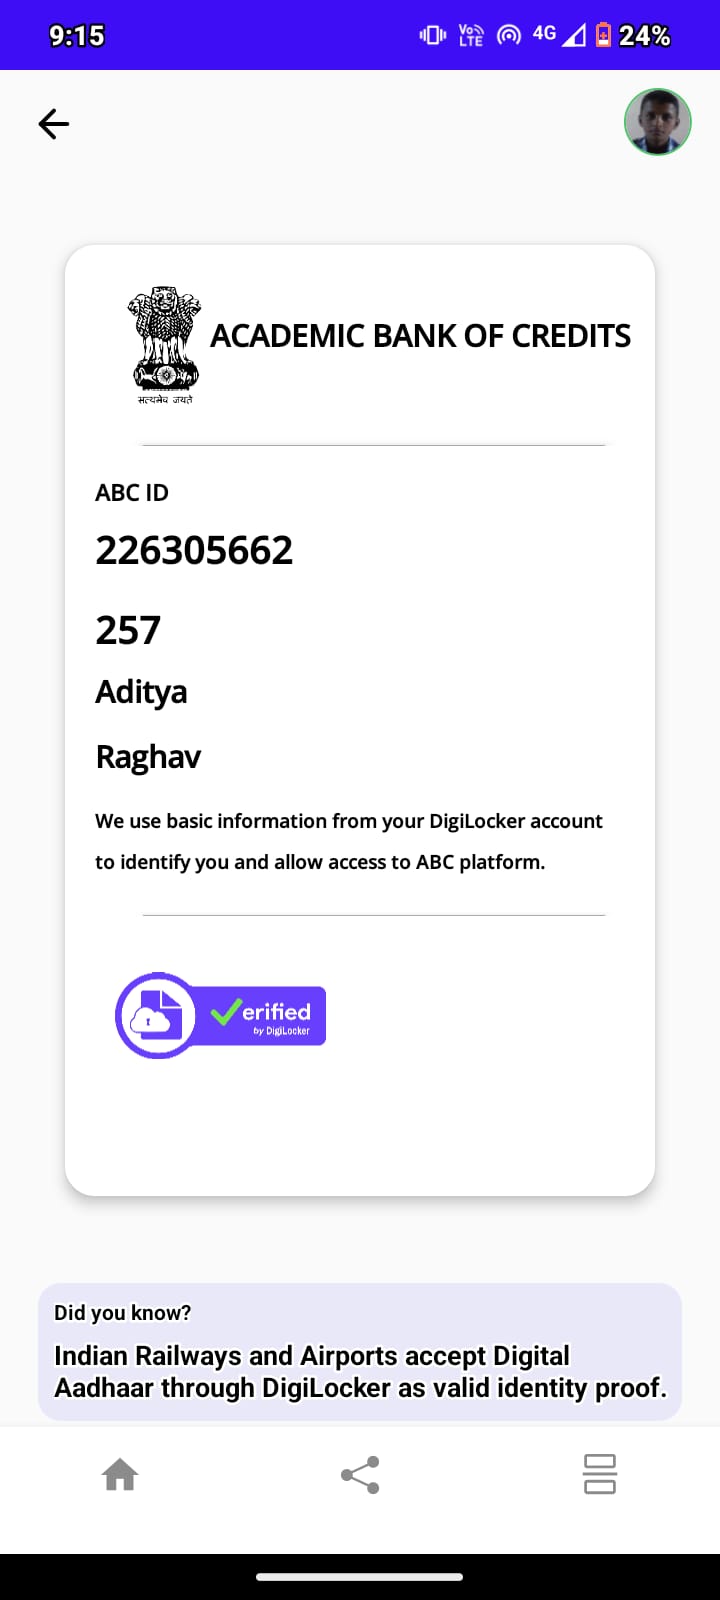 9:15 Vo LTE 4G 24%
ACADEMIC BANK OF CREDITS
सत्यमेव जयते
ABC ID
226305662
257
Aditya
Raghav
We use basic information from your DigiLocker account
to identify you and allow access to ABC platform.
erified
by DigiLocker
Did you know?
Indian Railways and Airports accept Digital
Aadhaar through DigiLocker as valid identity proof.